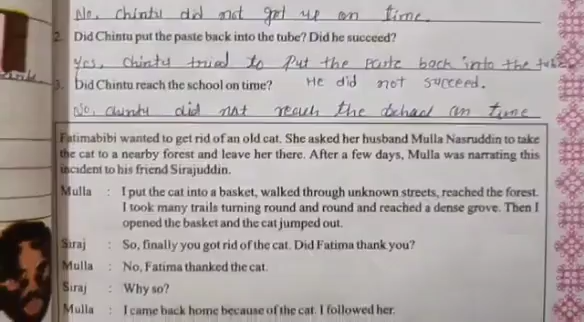 No, chintu did not get up on time.
2. Did Chintu put the paste back into the tube? Did he succeed?
Yes, chintu tried to put the paste back into the tube.
3. Did Chintu reach the school on time? He did not succeed.
No, chintu did not reach the school on time
Fatimabibi wanted to get rid of an old cat. She asked her husband Mulla Nasruddin to take
the cat to a nearby forest and leave her there. After a few days, Mulla was narrating this
incident to his friend Sirajuddin.
Mulla : I put the cat into a basket, walked through unknown streets, reached the forest.
I took many trails turning round and round and reached a dense grove. Then I
opened the basket and the cat jumped out.
Siraj : So, finally you got rid of the cat. Did Fatima thank you?
Mulla : No, Fatima thanked the cat.
Siraj : Why so?
Mulla : I came back home because of the cat. I followed her.